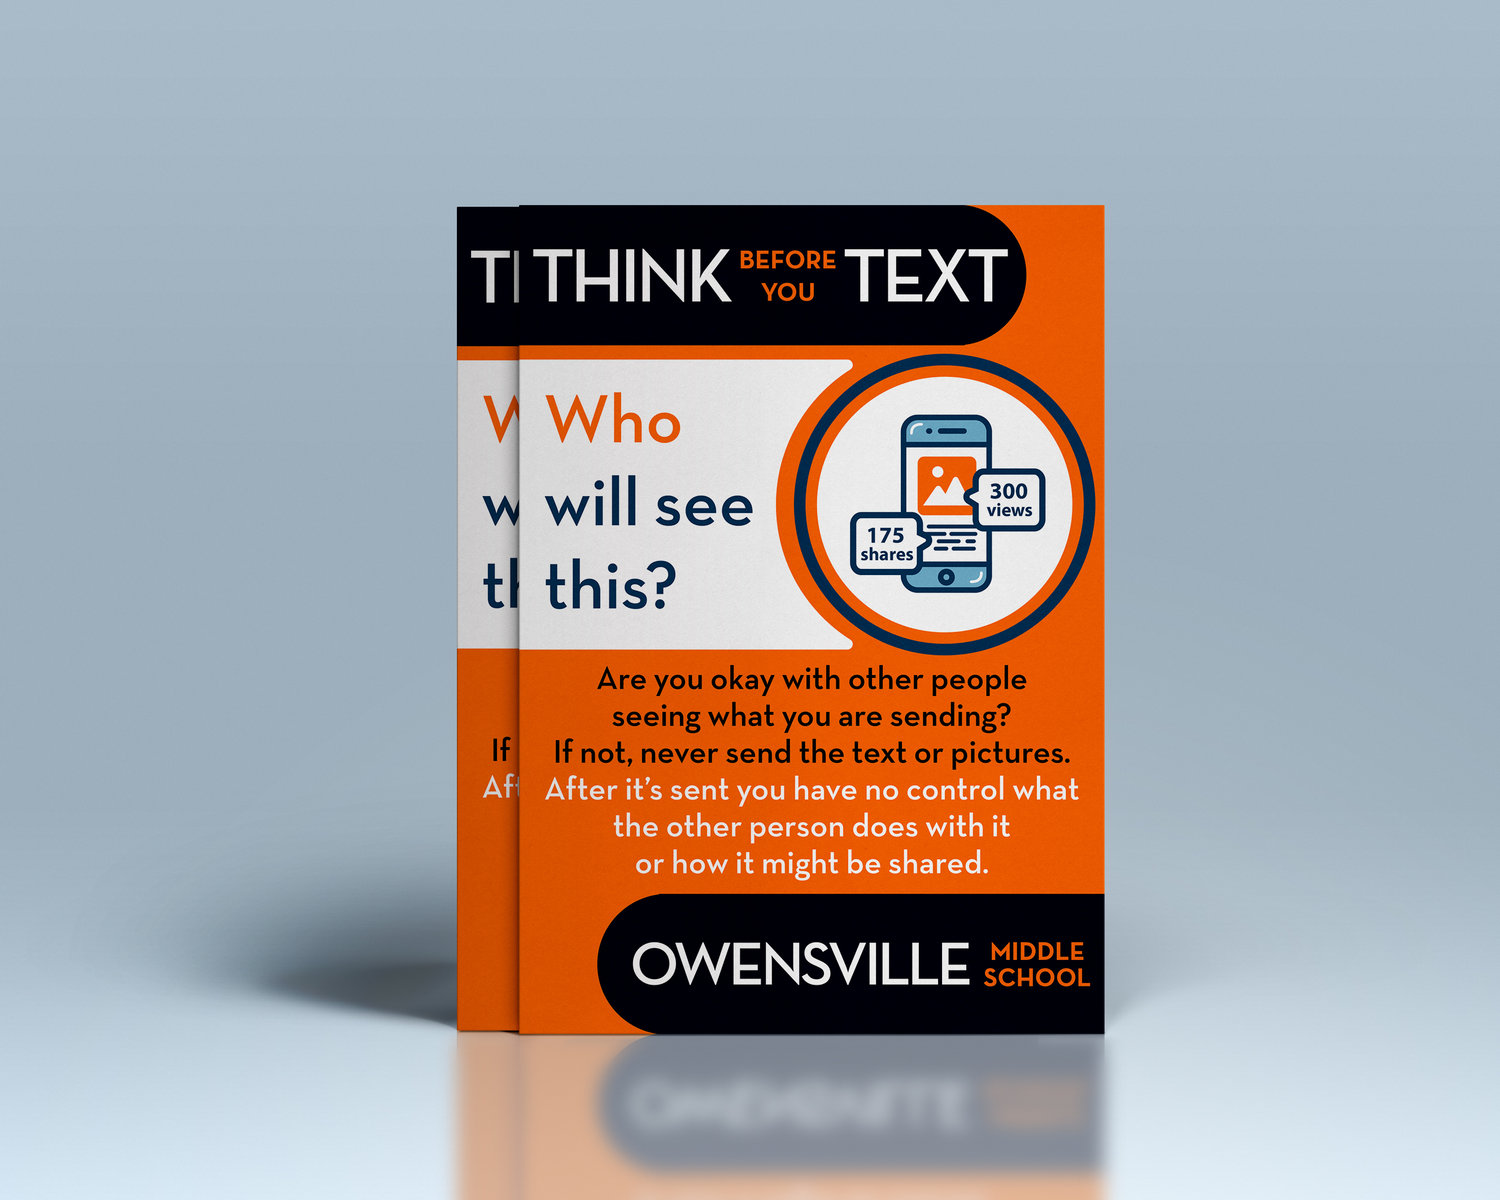 THINK BEFORE YOU TEXT
Who
will see
this?
300
views
175
shares
Are you okay with other people
seeing what you are sending?
If not, never send the text or pictures.
After it's sent you have no control what
the other person does with it
or how it might be shared.
OWENSVILLE MIDDLE SCHOOL